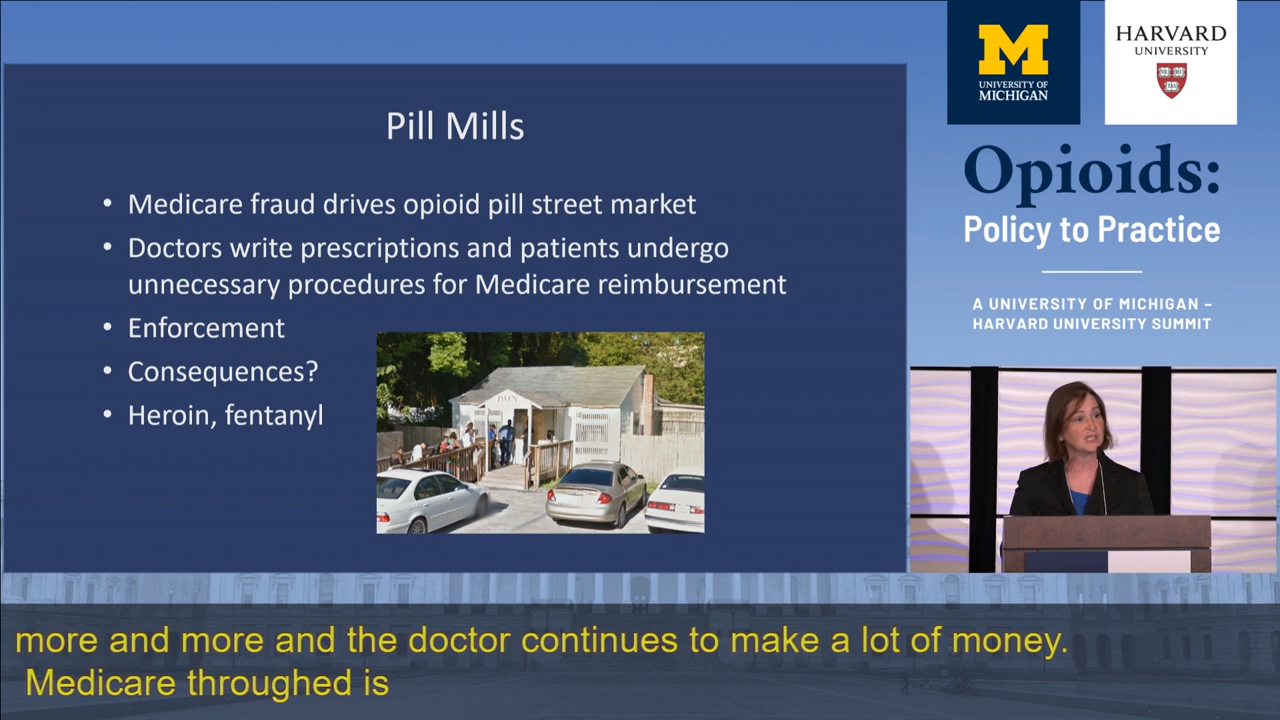 Pill Mills
• Medicare fraud drives opioid pill street market
• Doctors write prescriptions and patients undergo
unnecessary procedures for Medicare reimbursement
• Enforcement
• Consequences?
• Heroin, fentanyl
PAIN
M
UNIVERSITY OF
MICHIGAN
HARVARD
UNIVERSITY
Opioids:
Policy to Practice
A UNIVERSITY OF MICHIGAN –
HARVARD UNIVERSITY SUMMIT
more and more and the doctor continues to make a lot of money.
Medicare throughed is